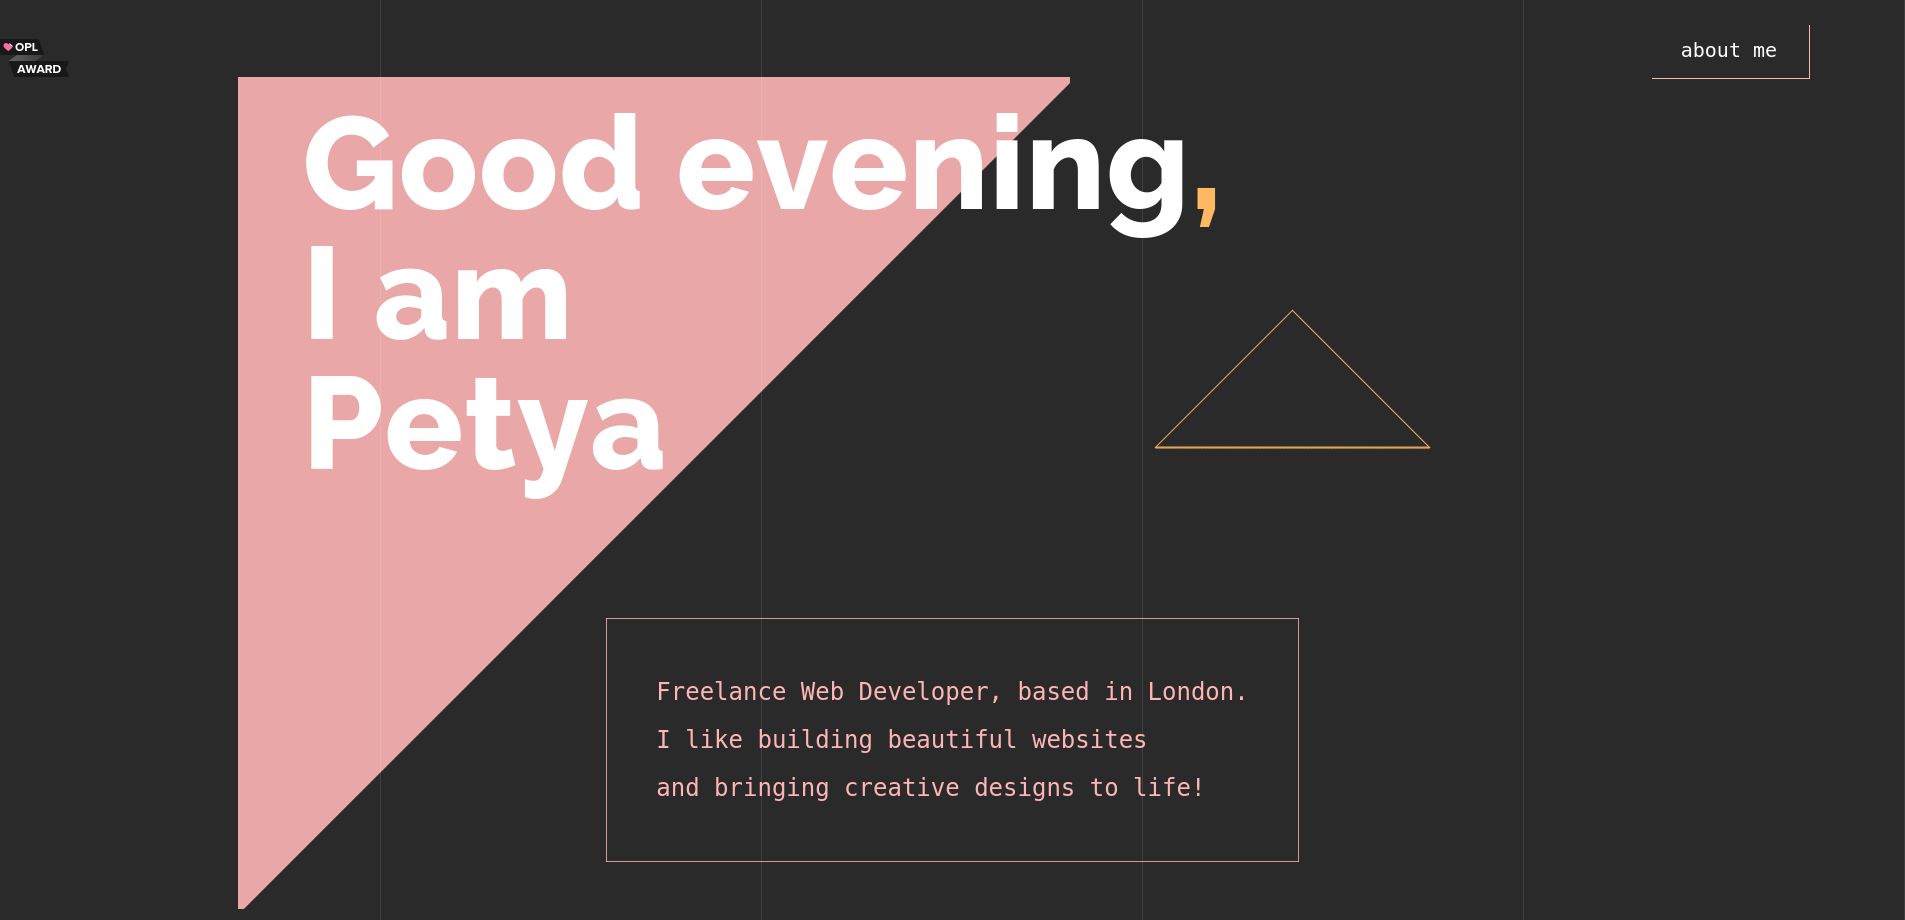 OPL
AWARD
about me
Good evening,
I am
Petya
Freelance Web Developer, based in London.
I like building beautiful websites
and bringing creative designs to life!